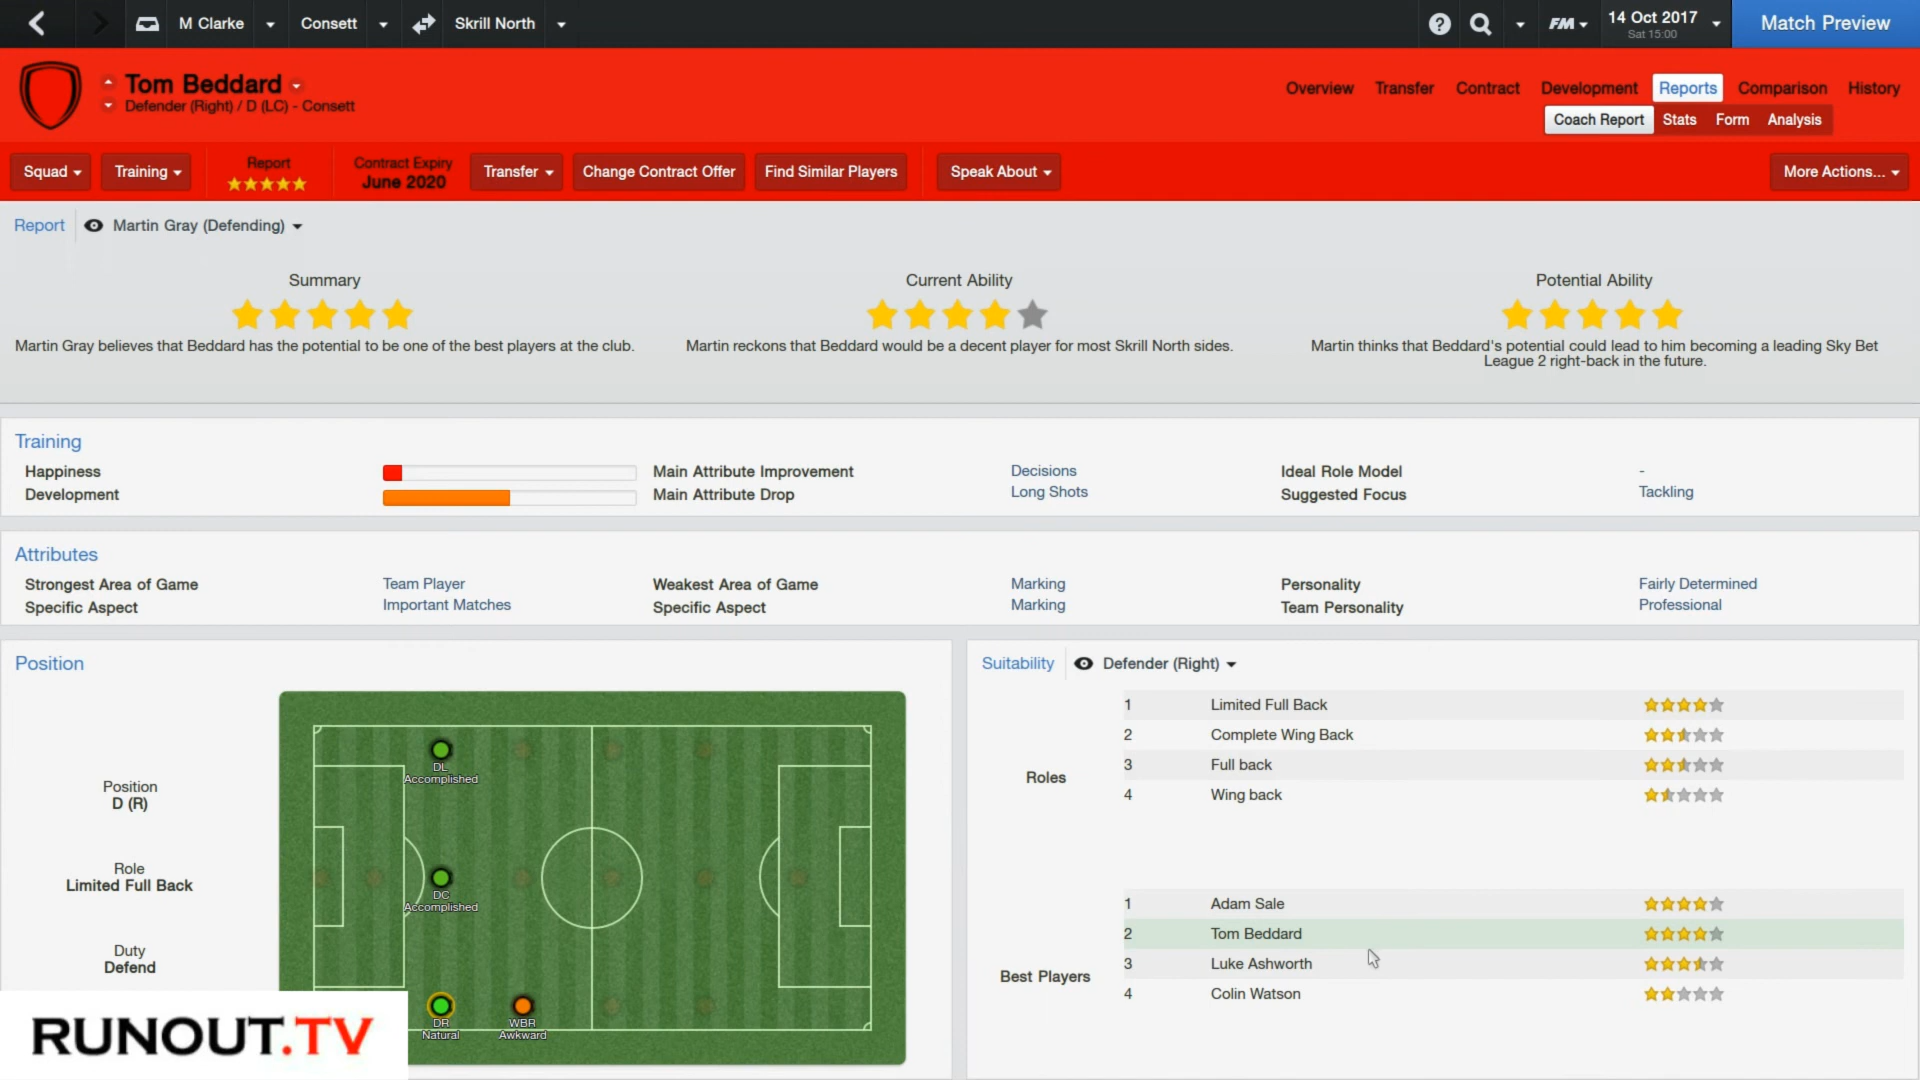 M Clarke
Consett
Skrill North
?
FM
14 Oct 2017
Sat 15:00
Match Preview
Tom Beddard
Defender (Right) / D (LC) - Consett
Overview Transfer Contract Development Reports Comparison History
Coach Report Stats Form Analysis
Squad
Training
Report
Contract Expiry
June 2020
Transfer
Change Contract Offer
Find Similar Players
Speak About
More Actions...
Report
Martin Gray (Defending)
Summary
Martin Gray believes that Beddard has the potential to be one of the best players at the club.
Current Ability
Martin reckons that Beddard would be a decent player for most Skrill North sides.
Potential Ability
Martin thinks that Beddard's potential could lead to him becoming a leading Sky Bet
League 2 right-back in the future.
Training
Happiness
Development
Main Attribute Improvement Decisions
Main Attribute Drop Long Shots
Ideal Role Model -
Suggested Focus Tackling
Attributes
Strongest Area of Game Team Player
Specific Aspect Important Matches
Weakest Area of Game Marking
Specific Aspect Marking
Personality Fairly Determined
Team Personality Professional
Position
Position
D (R)
Role
Limited Full Back
Duty
Defend
DL
Accomplished
DC
Accomplished
DR
Natural
WBR
Awkward
Suitability
Defender (Right)
Roles
1 Limited Full Back
2 Complete Wing Back
3 Full back
4 Wing back
Best Players
1 Adam Sale
2 Tom Beddard
3 Luke Ashworth
4 Colin Watson
RUNOUT.TV